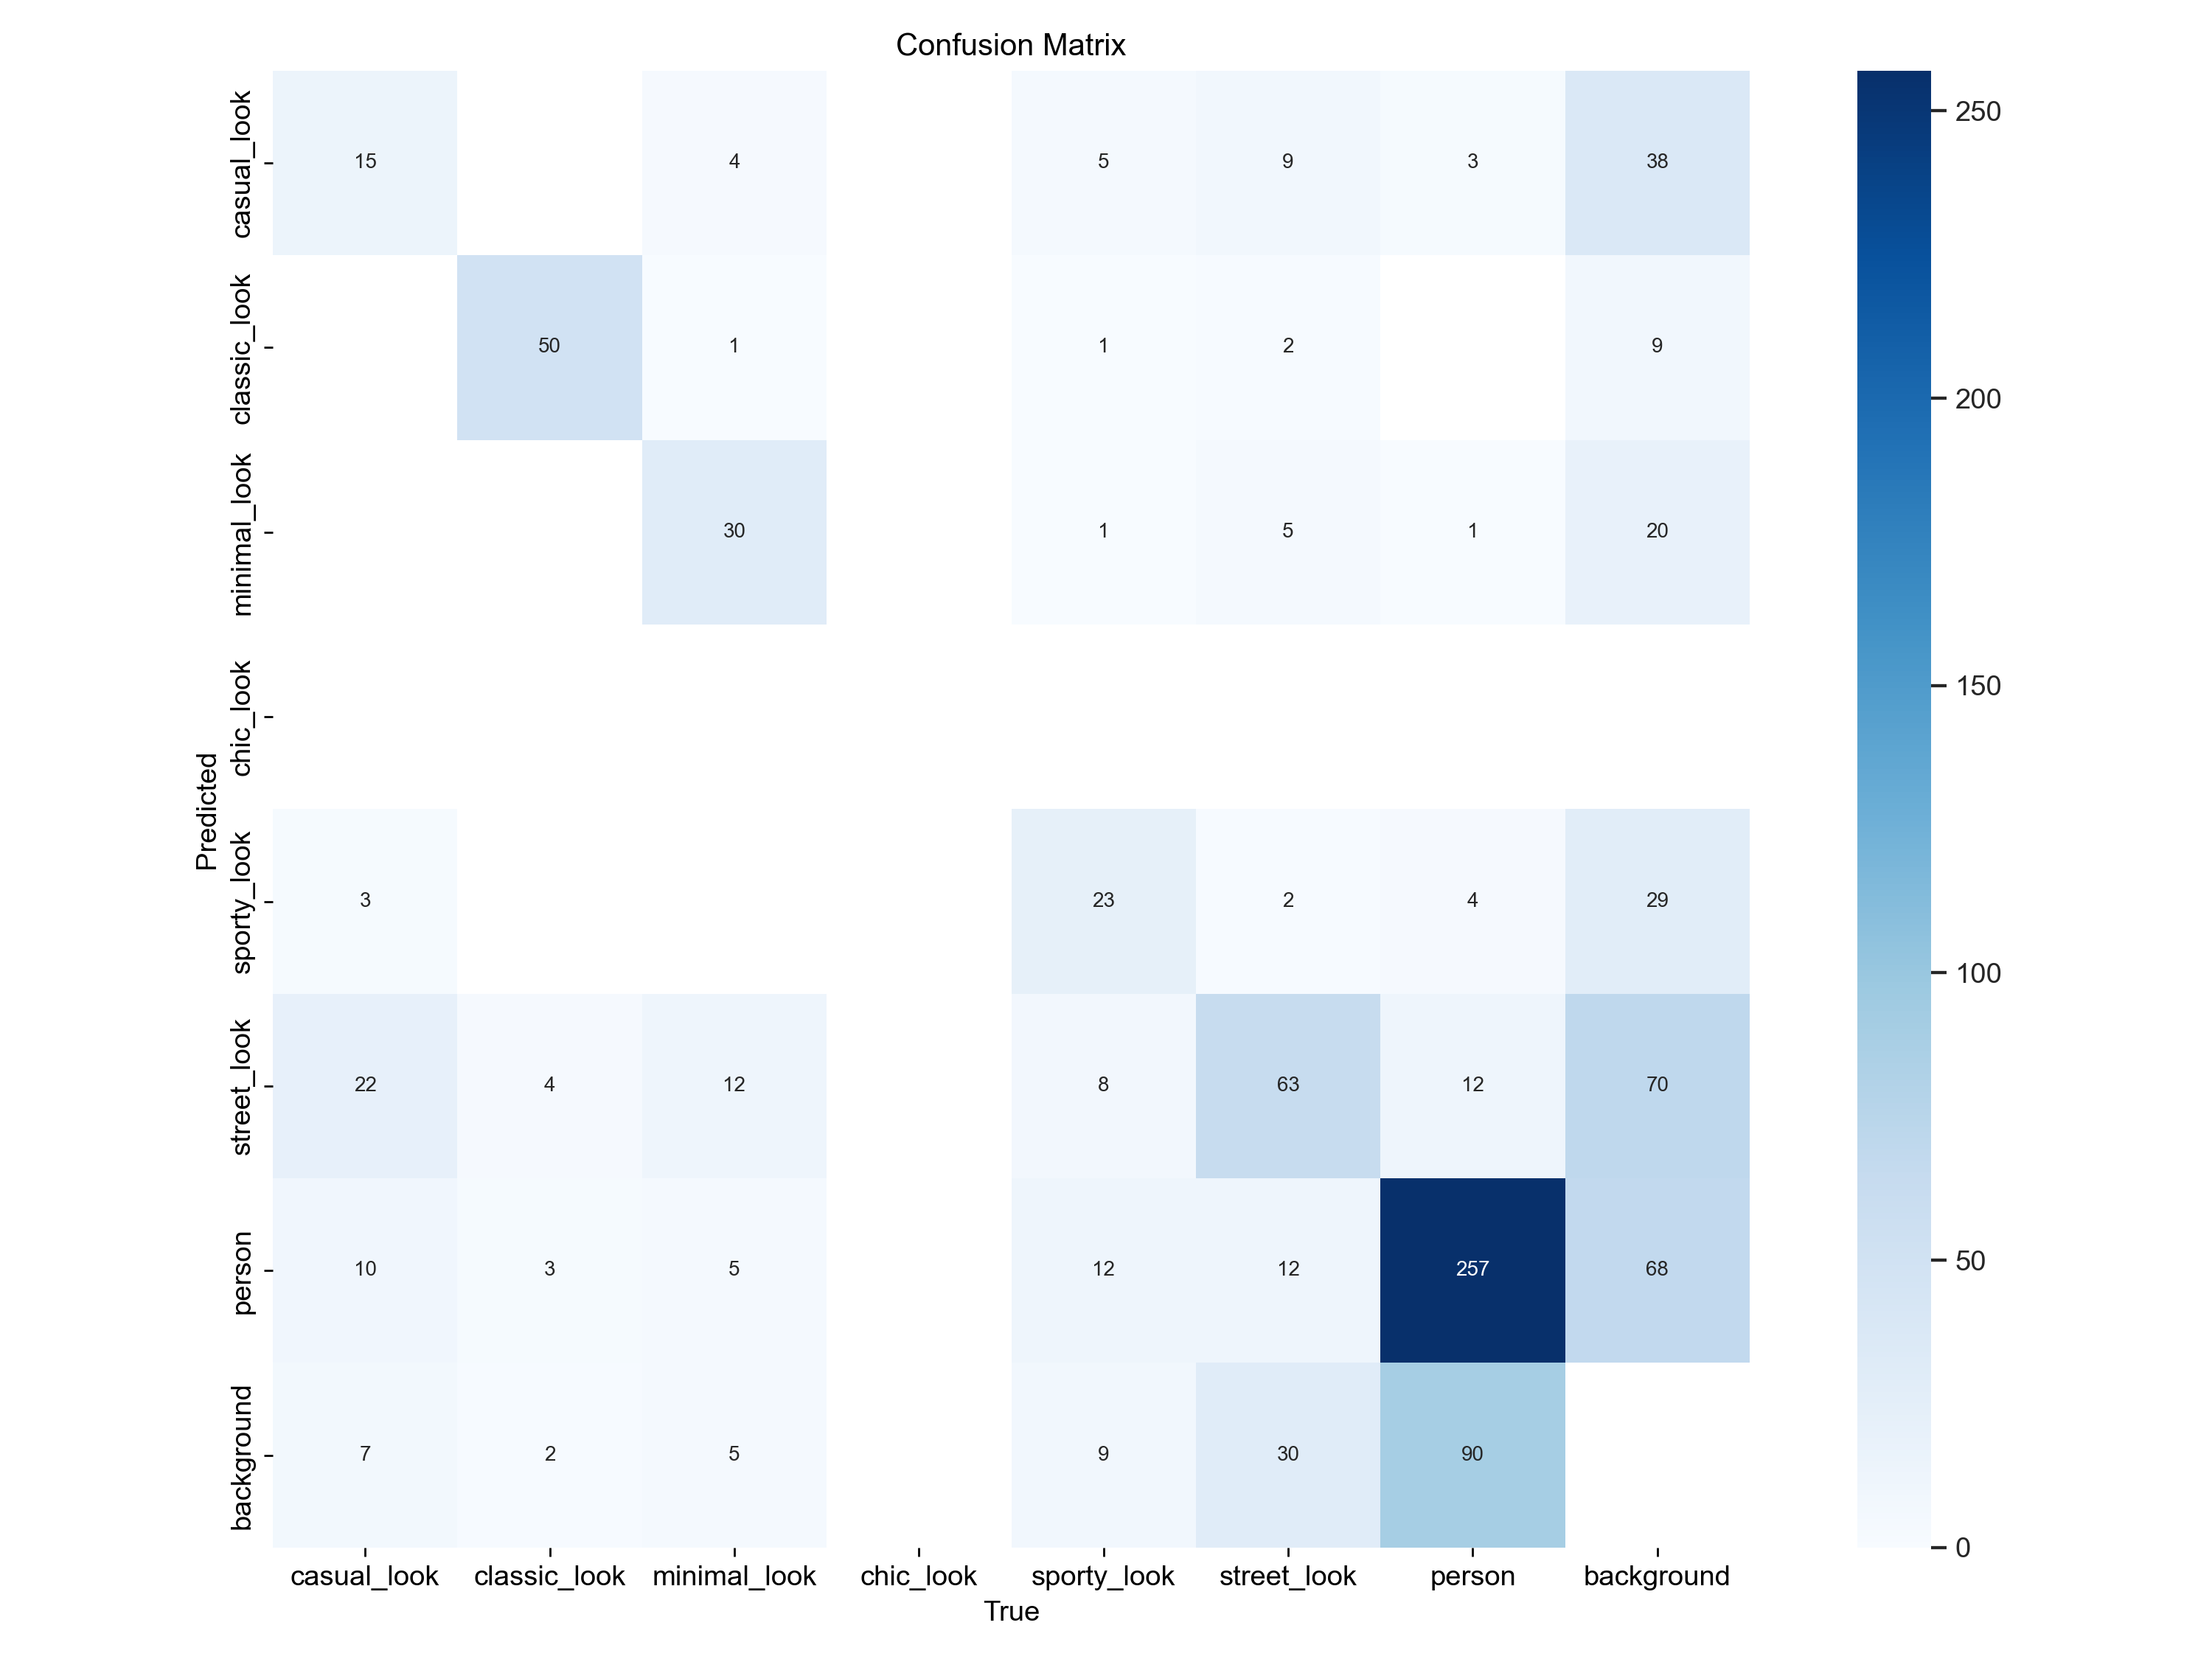 Confusion Matrix
Predicted
casual_look 15 4 5 9 3 38
classic_look 50 1 1 2 9
minimal_look 30 1 5 1 20
chic_look
sporty_look 3 23 2 4 29
street_look 22 4 12 8 63 12 70
person 10 3 5 12 12 257 68
background 7 2 5 9 30 90
casual_look classic_look minimal_look chic_look sporty_look street_look person background
True
250
200
150
100
50
0